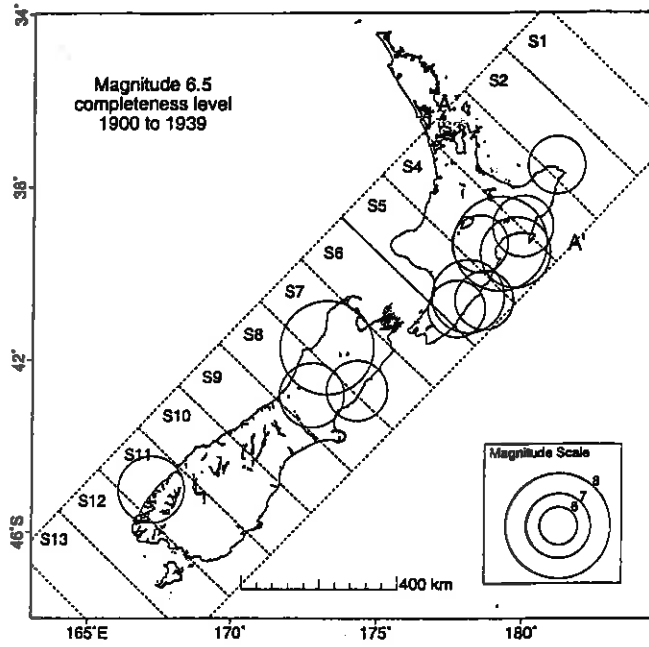 34°
S1
S2
Magnitude 6.5
completeness level
1900 to 1939
A
S4
38°
S5
A'
S6
S7
S8
42°
S9
S10
Magnitude Scale
8
7
6
S11
S12
46°S
S13
400 km
165°E
170°
175°
180°